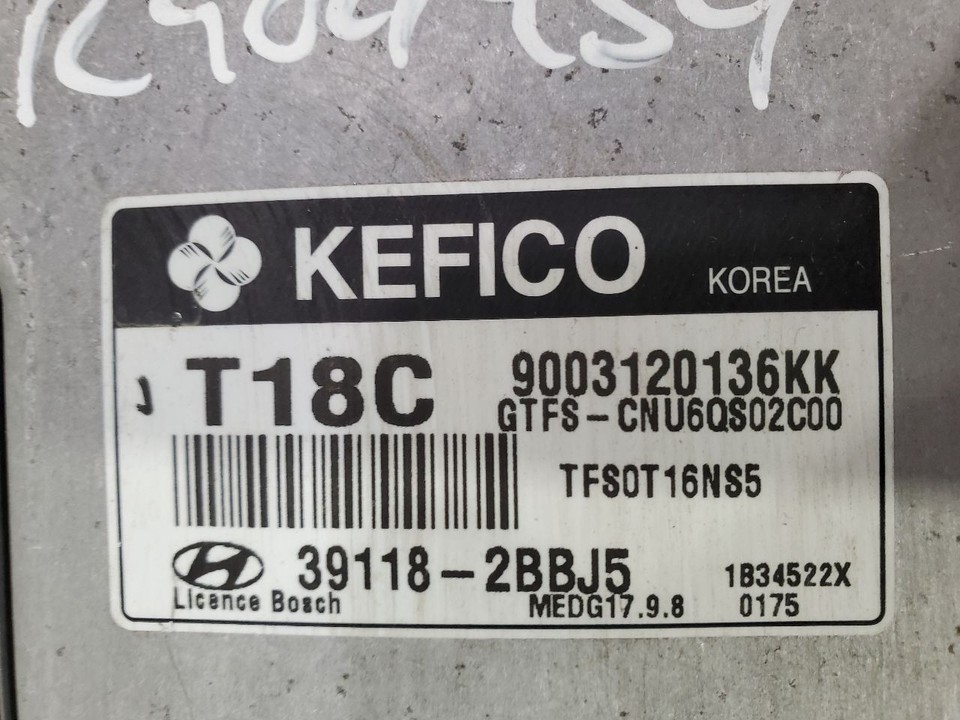 KEFICO KOREA
T18C 9003120136KK
GTFS-CNU6QS02C00
TFS0T16NS5
39118-2BBJ5 1B34522X
Licence Bosch MEDG17.9.8 0175